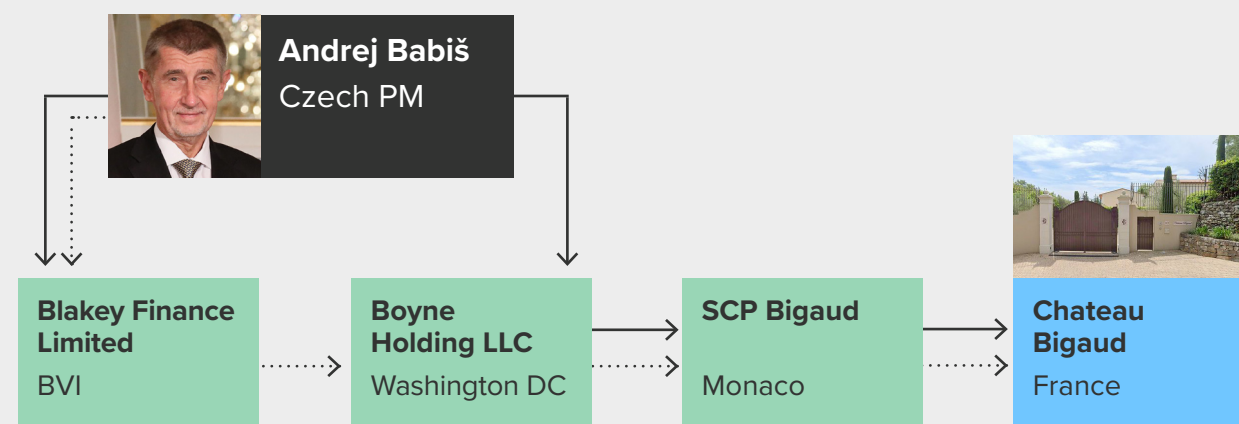 Andrej Babiš
Czech PM
Blakey Finance
Limited
BVI
Boyne
Holding LLC
Washington DC
SCP Bigaud
Monaco
Chateau
Bigaud
France